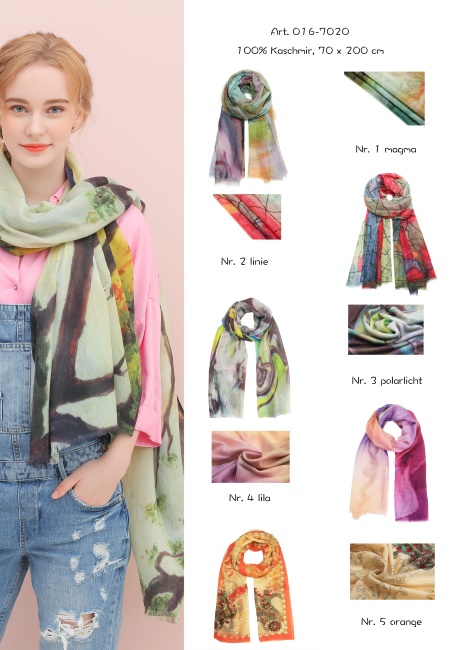 Art. 016-7020
100% Kaschmir, 70 x 200 cm
Nr. 1 magma
Nr. 2 linie
Nr. 3 polarlicht
Nr. 4 lila
Nr. 5 orange